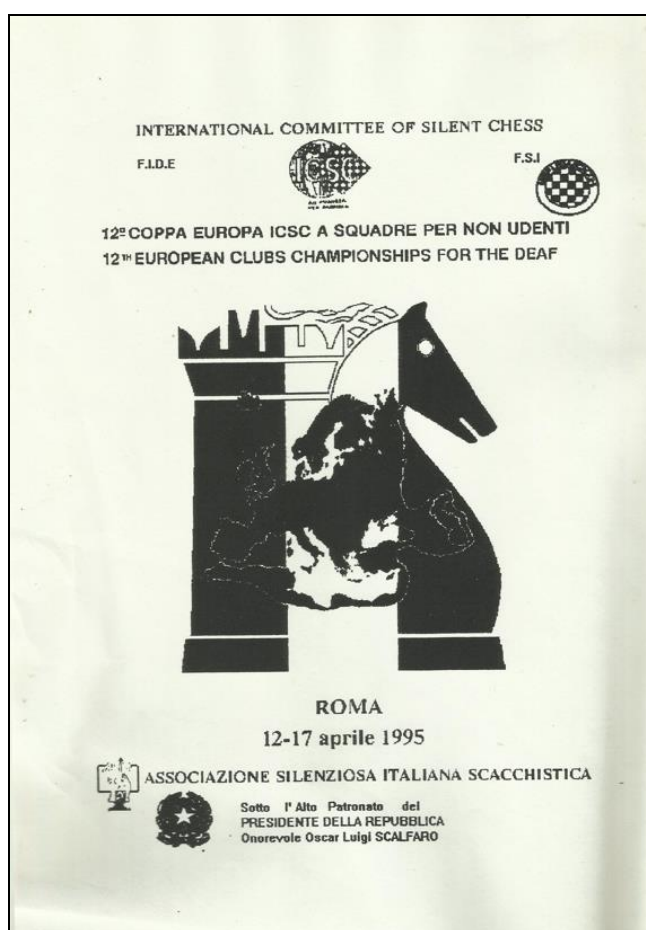 INTERNATIONAL COMMITTEE OF SILENT CHESS
F.I.D.E
F.S.I
ICSC
12º COPPA EUROPA ICSC A SQUADRE PER NON UDENTI
12TH EUROPEAN CLUBS CHAMPIONSHIPS FOR THE DEAF
ROMA
12-17 aprile 1995
ASSOCIAZIONE SILENZIOSA ITALIANA SCACCHISTICA
Sotto l'Alto Patronato del
PRESIDENTE DELLA REPUBBLICA
Onorevole Oscar Luigi SCALFARO